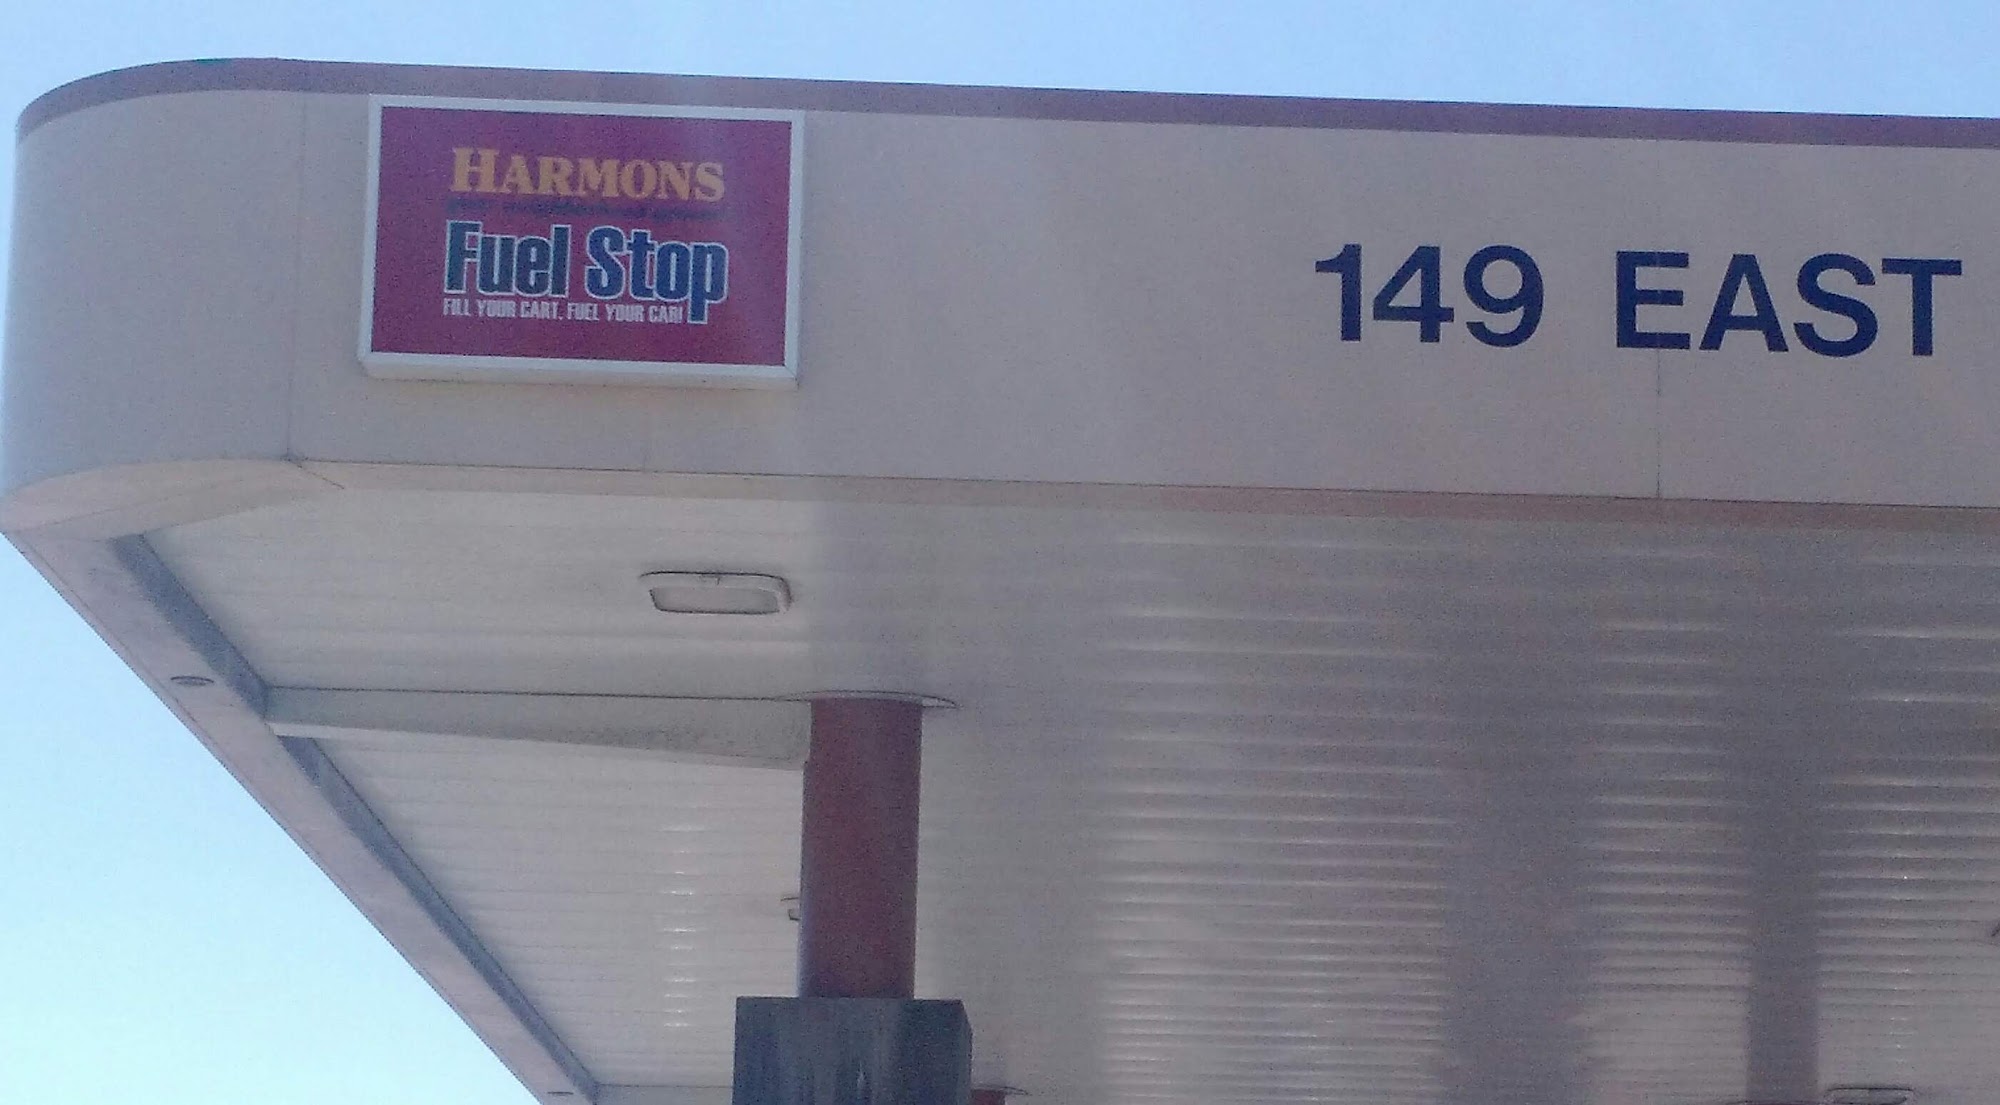 HARMONS
Fuel Stop
FILL YOUR CART, FUEL YOUR CAR!
149 EAST